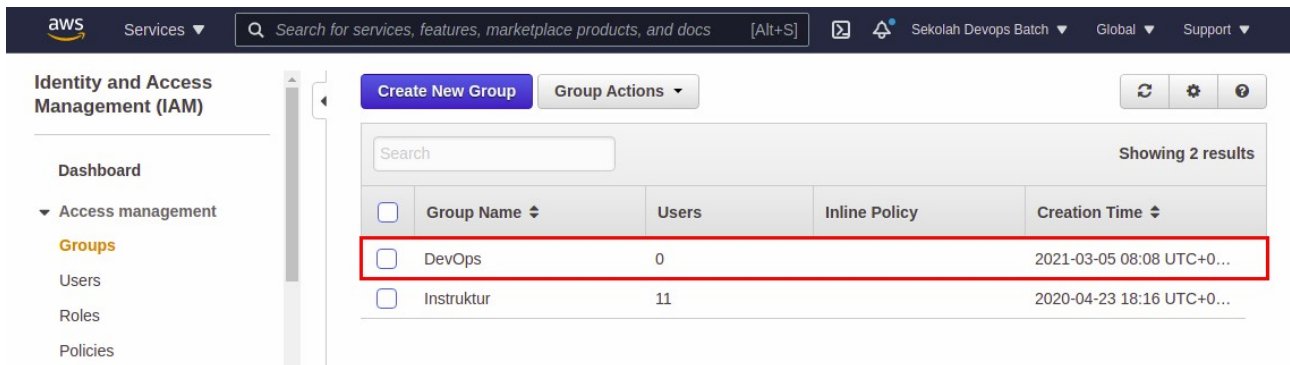 aws Services Search for services, features, marketplace products, and docs [Alt+S] Sekolah Devops Batch Global Support
Identity and Access
Management (IAM)
Dashboard
Access management
Groups
Users
Roles
Policies
Create New Group Group Actions
Search Showing 2 results
Group Name Users Inline Policy Creation Time
DevOps 0 2021-03-05 08:08 UTC+0…
Instruktur 11 2020-04-23 18:16 UTC+0…